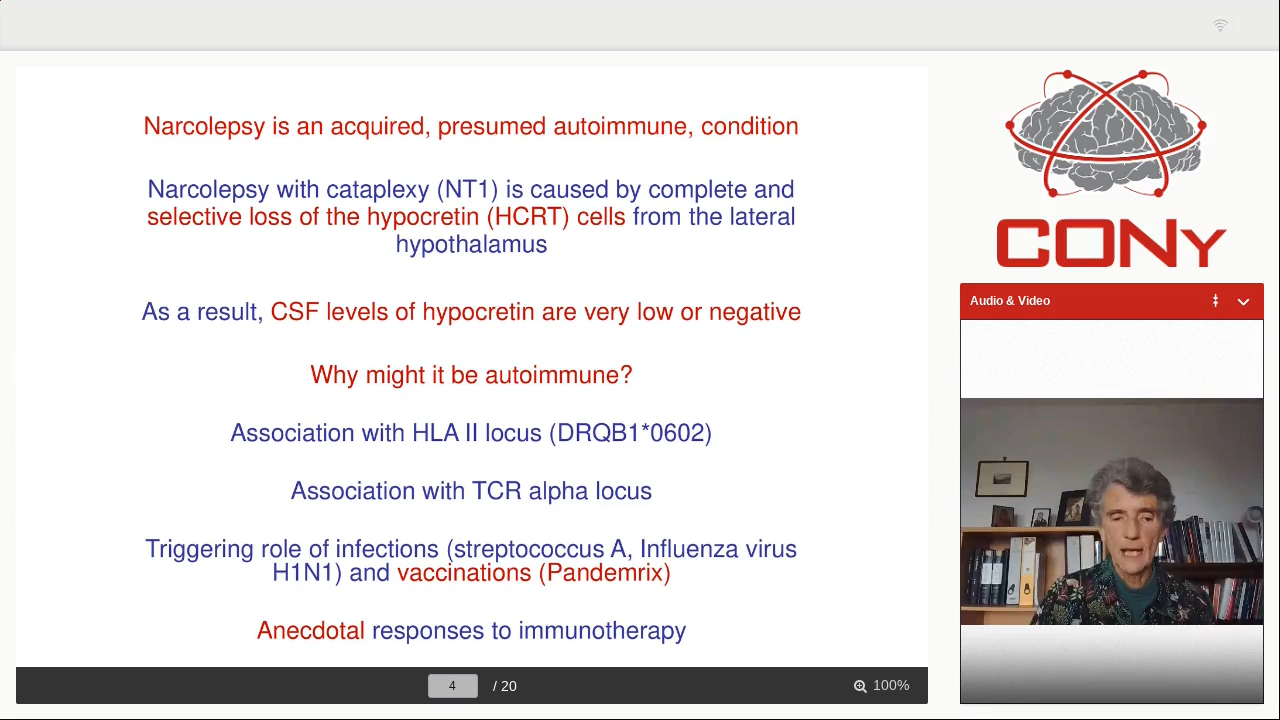 Narcolepsy is an acquired, presumed autoimmune, condition
Narcolepsy with cataplexy (NT1) is caused by complete and
selective loss of the hypocretin (HCRT) cells from the lateral
hypothalamus
As a result, CSF levels of hypocretin are very low or negative
Why might it be autoimmune?
Association with HLA II locus (DRQB1*0602)
Association with TCR alpha locus
Triggering role of infections (streptococcus A, Influenza virus
H1N1) and vaccinations (Pandemrix)
Anecdotal responses to immunotherapy
4 / 20
100%
CONy
Audio & Video